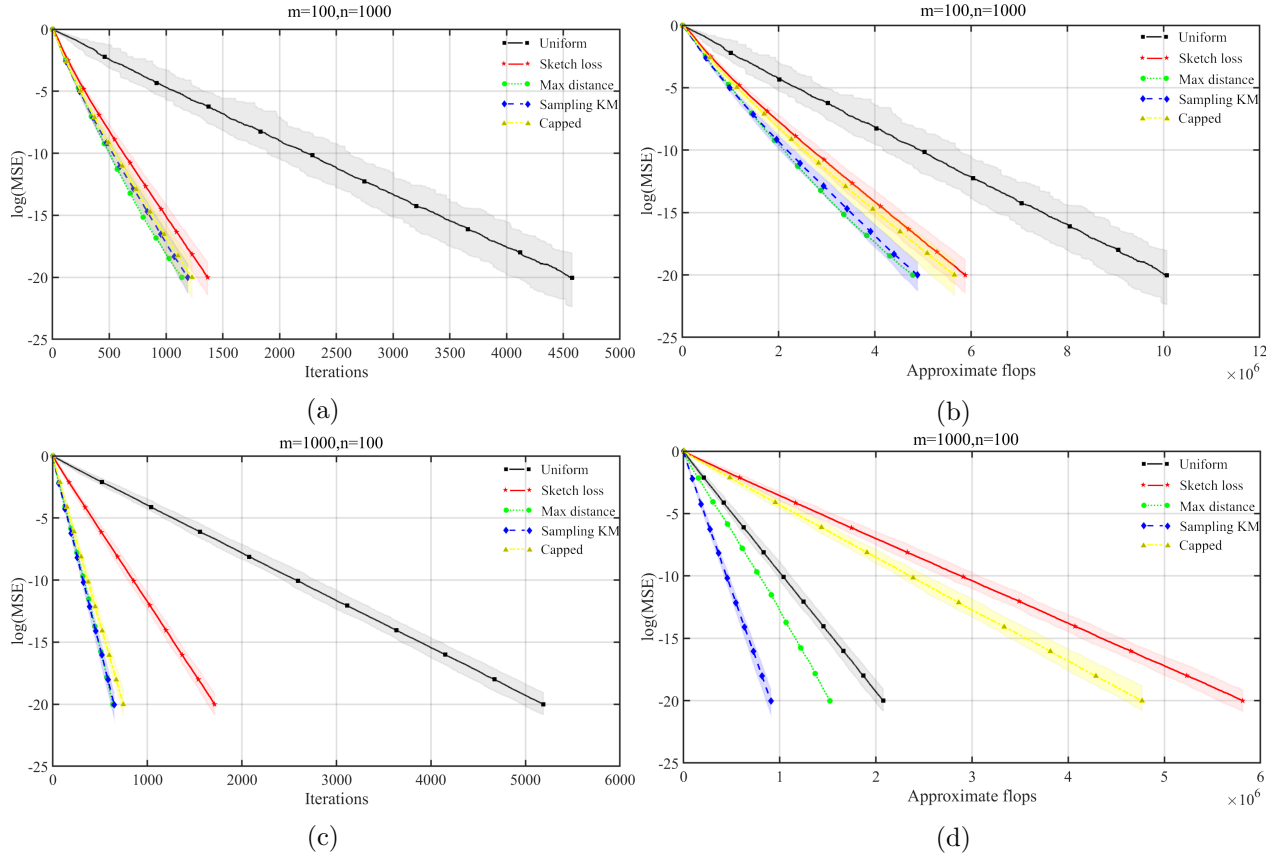 m=100,n=1000
0
-5
-10
-15
-20
-25
log(MSE)
Uniform
Sketch loss
Max distance
Sampling KM
Capped
0 500 1000 1500 2000 2500 3000 3500 4000 4500 5000
Iterations
(a)
m=100,n=1000
0
-5
-10
-15
-20
-25
log(MSE)
Uniform
Sketch loss
Max distance
Sampling KM
Capped
0 2 4 6 8 10 12
Approximate flops
×10^6
(b)
m=1000,n=100
0
-5
-10
-15
-20
-25
log(MSE)
Uniform
Sketch loss
Max distance
Sampling KM
Capped
0 1000 2000 3000 4000 5000 6000
Iterations
(c)
m=1000,n=100
0
-5
-10
-15
-20
-25
log(MSE)
Uniform
Sketch loss
Max distance
Sampling KM
Capped
0 1 2 3 4 5 6
Approximate flops
×10^6
(d)